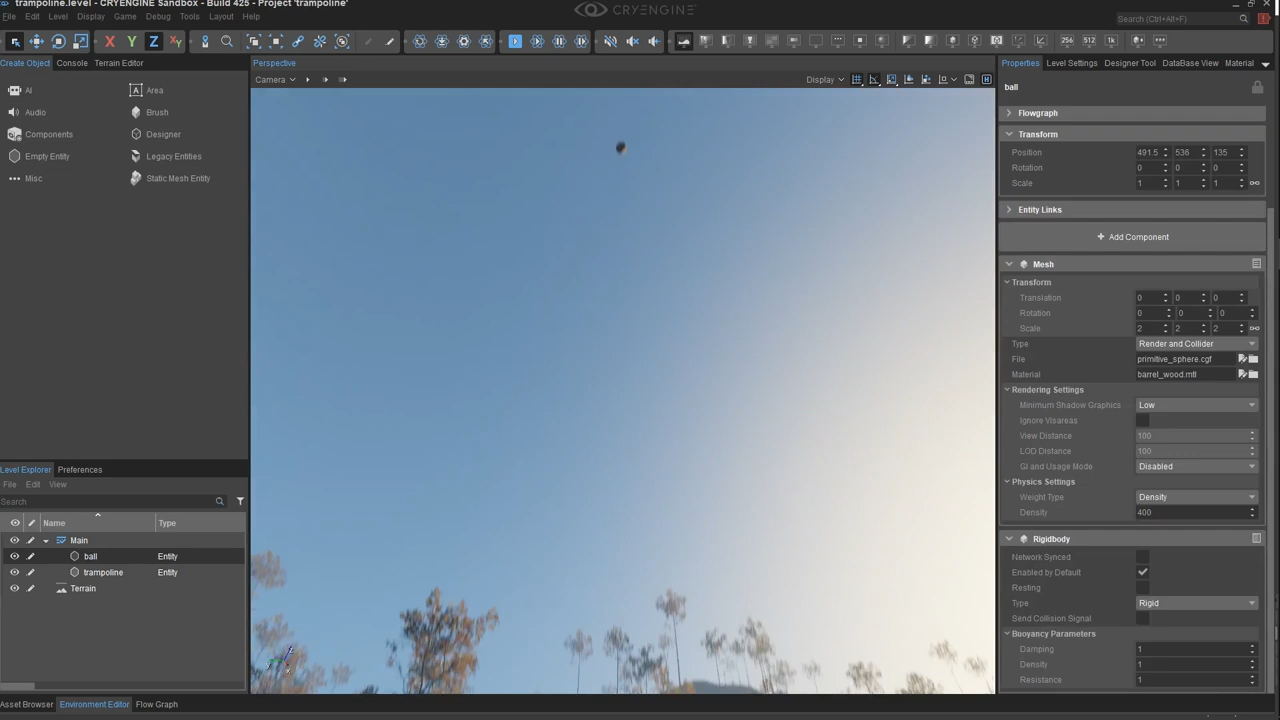 trampoline.level - CRYENGINE Sandbox - Build 425 - Project 'trampoline'
CRYENGINE
File Edit Level Display Game Debug Tools Layout Help
Search (Ctrl+Alt+F)
X Y Z XY 256 512 1k
Create Object Console Terrain Editor
Perspective
Properties Level Settings Designer Tool DataBase View Material
Camera Display
AI Area
Audio Brush
Components Designer
Empty Entity Legacy Entities
Misc Static Mesh Entity
ball
Flowgraph
Transform
Position 491.5 536 135
Rotation 0 0 0
Scale 1 1 1
Entity Links
Add Component
Mesh
Transform
Translation 0 0 0
Rotation 0 0 0
Scale 2 2 2
Type Render and Collider
File primitive_sphere.cgf
Material barrel_wood.mtl
Rendering Settings
Minimum Shadow Graphics Low
Ignore Visareas
View Distance 100
LOD Distance 100
GI and Usage Mode Disabled
Physics Settings
Weight Type Density
Density 400
Rigidbody
Network Synced
Enabled by Default
Resting
Type Rigid
Send Collision Signal
Buoyancy Parameters
Damping 1
Density 1
Resistance 1
Level Explorer Preferences
File Edit View
Search
Name Type
Main
ball Entity
trampoline Entity
Terrain
Asset Browser Environment Editor Flow Graph